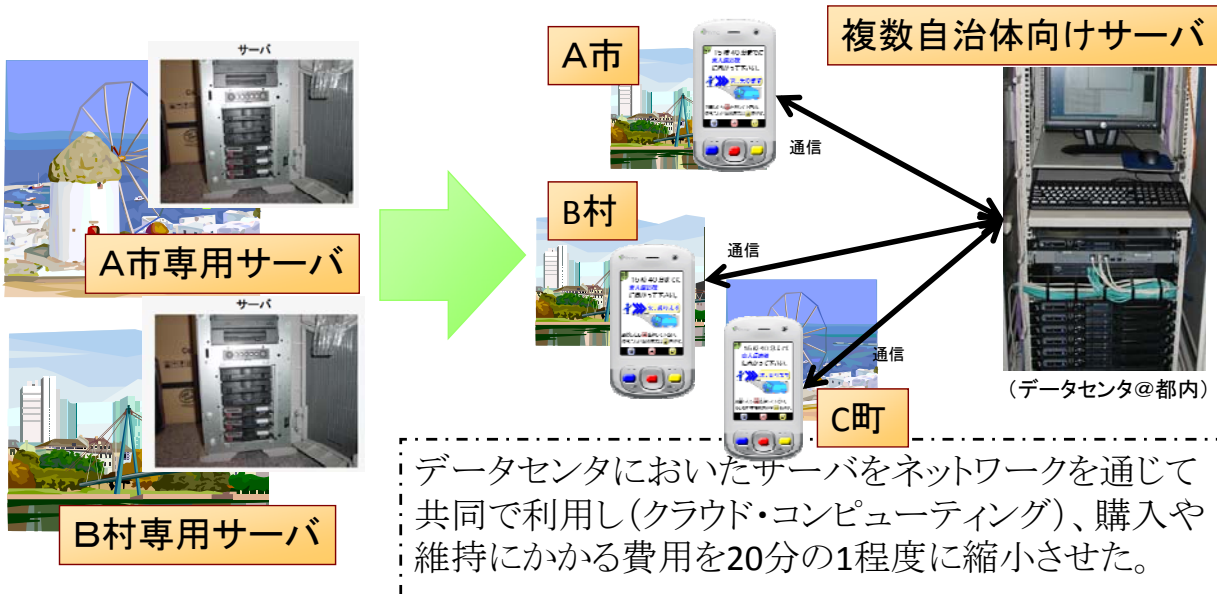 サーバ
A市専用サーバ
サーバ
B村専用サーバ
A市
通信
B村
通信
C町
通信
複数自治体向けサーバ
(データセンタ@都内)
データセンタにおいたサーバをネットワークを通じて
共同で利用し(クラウド・コンピューティング)、購入や
維持にかかる費用を20分の1程度に縮小させた。